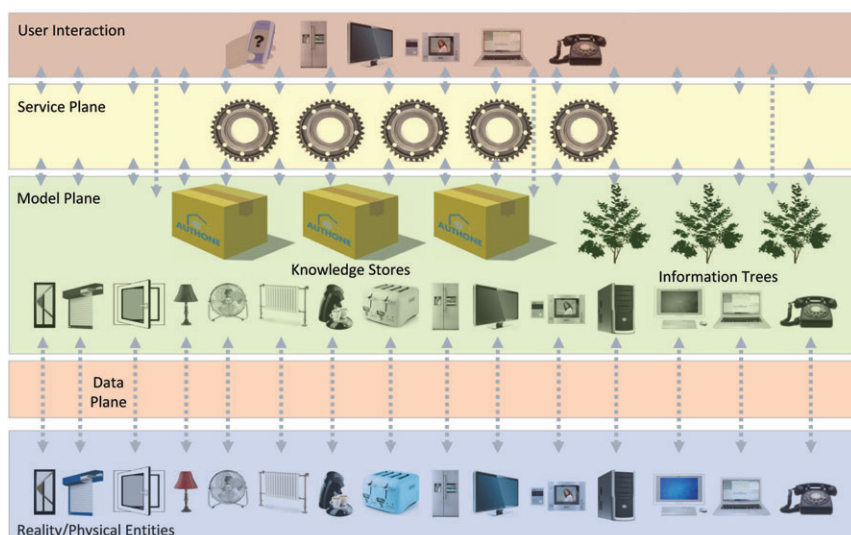 User Interaction
?
Service Plane
Model Plane
AUTHONE
AUTHONE
AUTHONE
Knowledge Stores
Information Trees
Data
Plane
Reality/Physical Entities